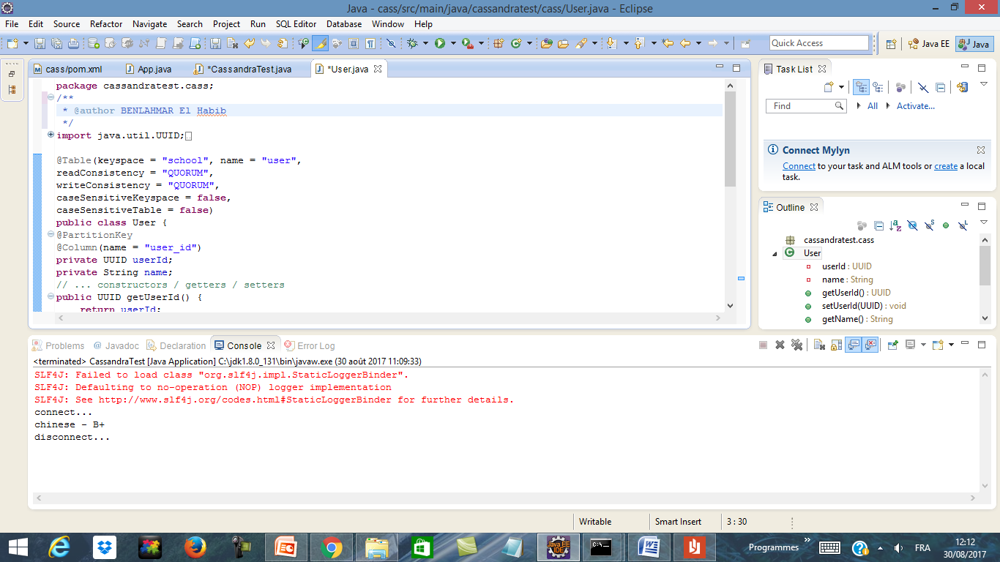 Java - cass/src/main/java/cassandratest/cass/User.java - Eclipse
File Edit Source Refactor Navigate Search Project Run SQL Editor Database Window Help
Quick Access
Java EE
Java
cass/pom.xml
App.java
*CassandraTest.java
*User.java
package cassandratest.cass;
/**
* @author BENLAHMAR El Habib
*/
import java.util.UUID;
@Table(keyspace = "school", name = "user",
readConsistency = "QUORUM",
writeConsistency = "QUORUM",
caseSensitiveKeyspace = false,
caseSensitiveTable = false)
public class User {
@PartitionKey
@Column(name = "user_id")
private UUID userId;
private String name;
// ... constructors / getters / setters
public UUID getUserId() {
return userId;
Task List
Find
All
Activate...
Connect Mylyn
Connect to your task and ALM tools or create a local
task.
Outline
cassandratest.cass
User
userId : UUID
name : String
getUserId() : UUID
setUserId(UUID) : void
getName() : String
Problems
@ Javadoc
Declaration
Console
Error Log
<terminated> CassandraTest [Java Application] C:\jdk1.8.0_131\bin\javaw.exe (30 août 2017 11:09:33)
SLF4J: Failed to load class "org.slf4j.impl.StaticLoggerBinder".
SLF4J: Defaulting to no-operation (NOP) logger implementation
SLF4J: See http://www.slf4j.org/codes.html#StaticLoggerBinder for further details.
connect...
chinese - B+
disconnect...
Writable
Smart Insert
3 : 30
Java EE
IDE
C:\_
Programmes
FRA
12:12
30/08/2017